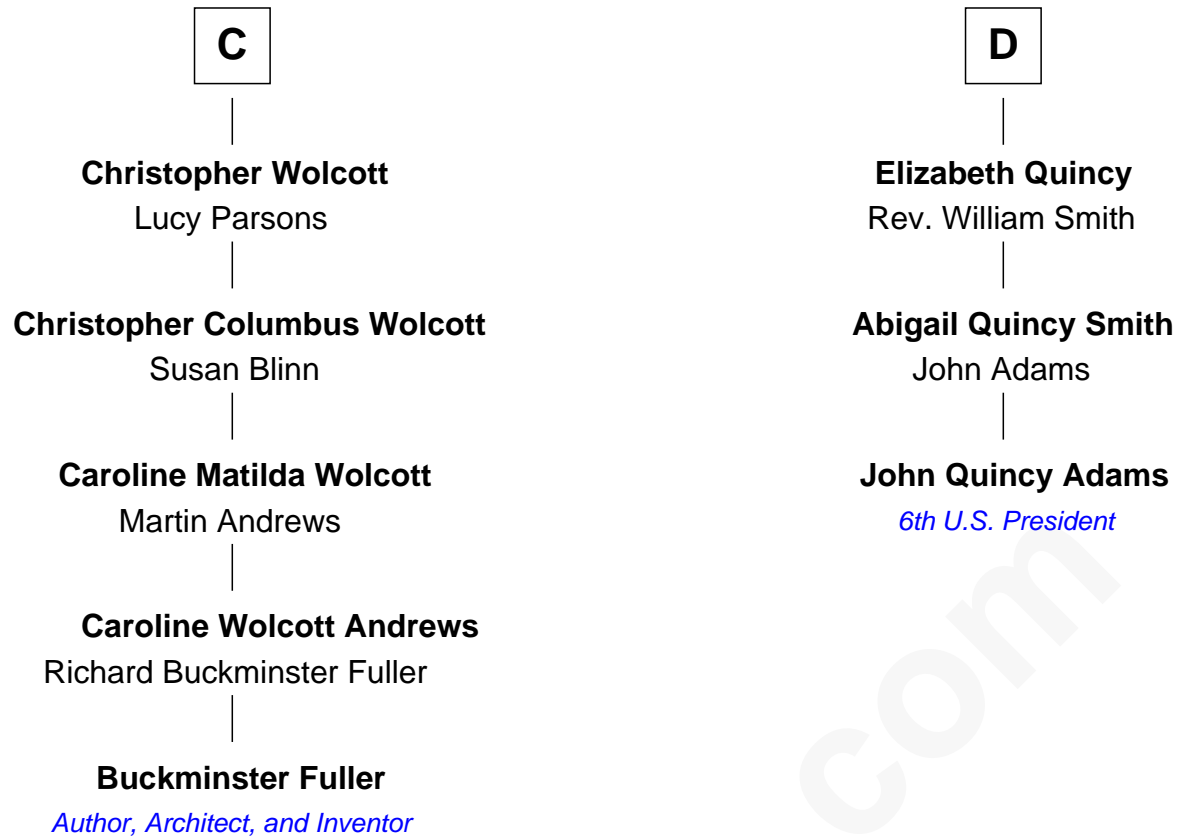 C
Christopher Wolcott
Lucy Parsons
Christopher Columbus Wolcott
Susan Blinn
Caroline Matilda Wolcott
Martin Andrews
Caroline Wolcott Andrews
Richard Buckminster Fuller
Buckminster Fuller
Author, Architect, and Inventor
D
Elizabeth Quincy
Rev. William Smith
Abigail Quincy Smith
John Adams
John Quincy Adams
6th U.S. President
com